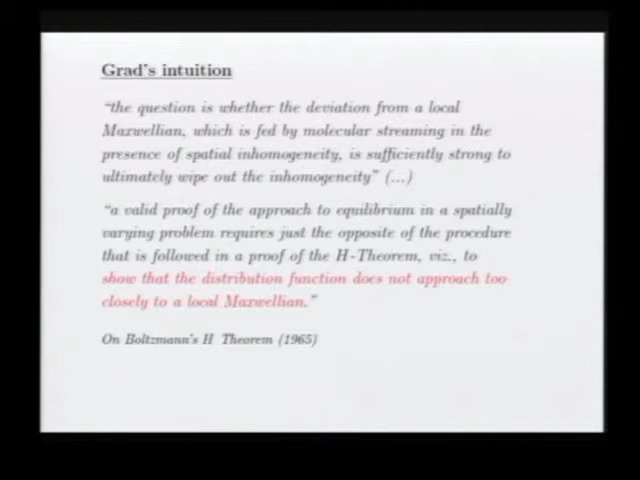 Grad's intuition
"the question is whether the deviation from a local
Maxwellian, which is fed by molecular streaming in the
presence of spatial inhomogeneity, is sufficiently strong to
ultimately wipe out the inhomogeneity" (...)
"a valid proof of the approach to equilibrium in a spatially
varying problem requires just the opposite of the procedure
that is followed in a proof of the H-Theorem, viz., to
show that the distribution function does not approach too
closely to a local Maxwellian."
On Boltzmann's H Theorem (1965)